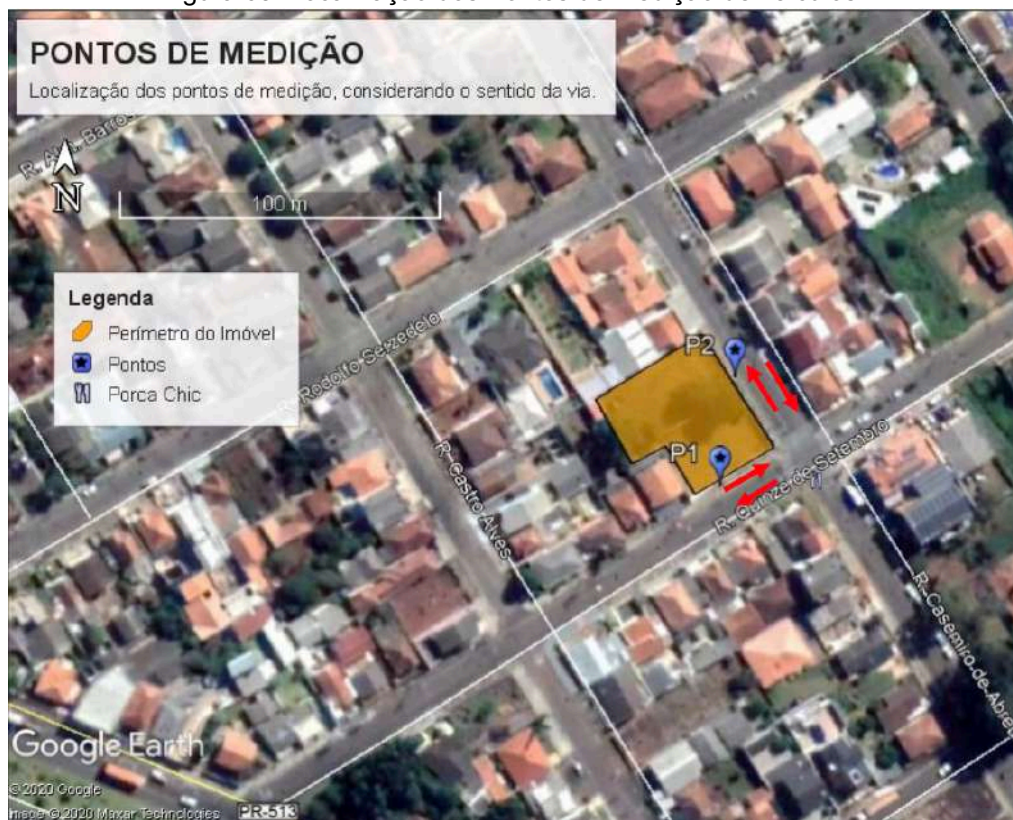 PONTOS DE MEDIÇÃO
Localização dos pontos de medição, considerando o sentido da via.
N
100 m
Legenda
Perímetro do Imóvel
Pontos
Porca Chic
R. Rodolfo Serzedelo
R. Castro Alves
P2
P1
R. Quinze de Setembro
R. Casemiro de Abreu
Google Earth
© 2020 Google
Image © 2020 Maxar Technologies
PR-513